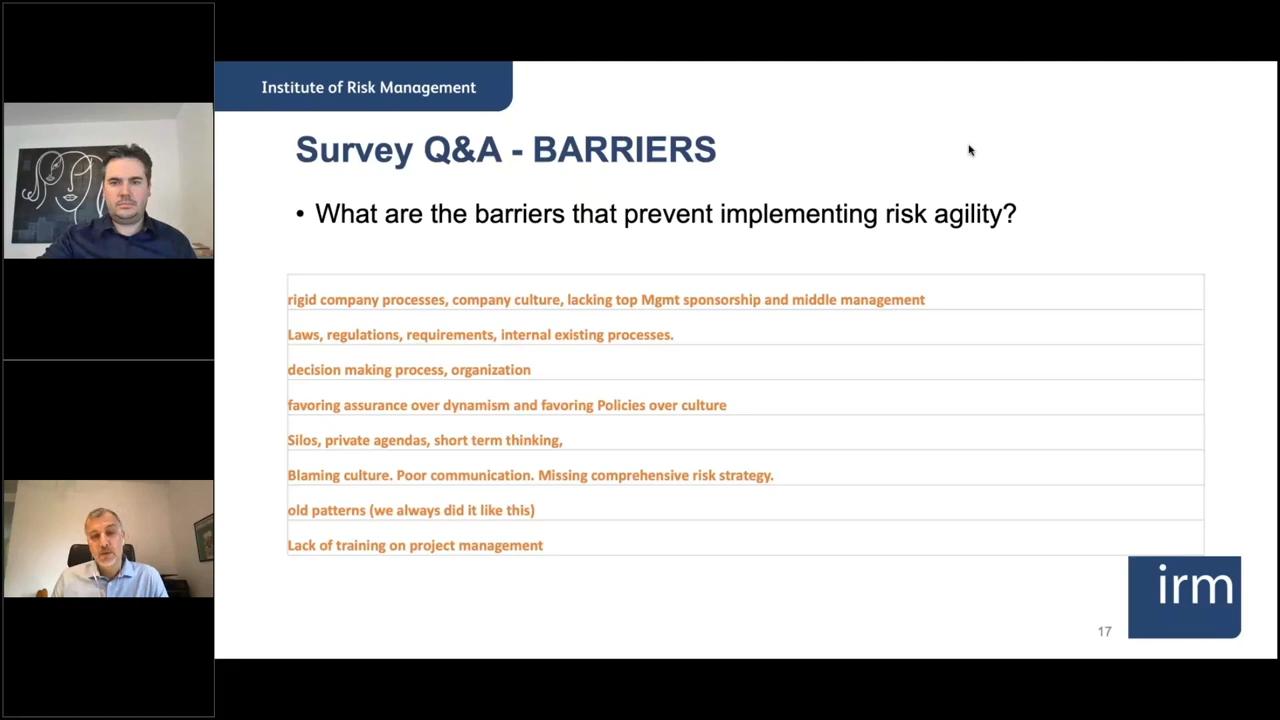 Institute of Risk Management
Survey Q&A - BARRIERS
• What are the barriers that prevent implementing risk agility?
rigid company processes, company culture, lacking top Mgmt sponsorship and middle management
Laws, regulations, requirements, internal existing processes.
decision making process, organization
favoring assurance over dynamism and favoring Policies over culture
Silos, private agendas, short term thinking,
Blaming culture. Poor communication. Missing comprehensive risk strategy.
old patterns (we always did it like this)
Lack of training on project management
irm
17